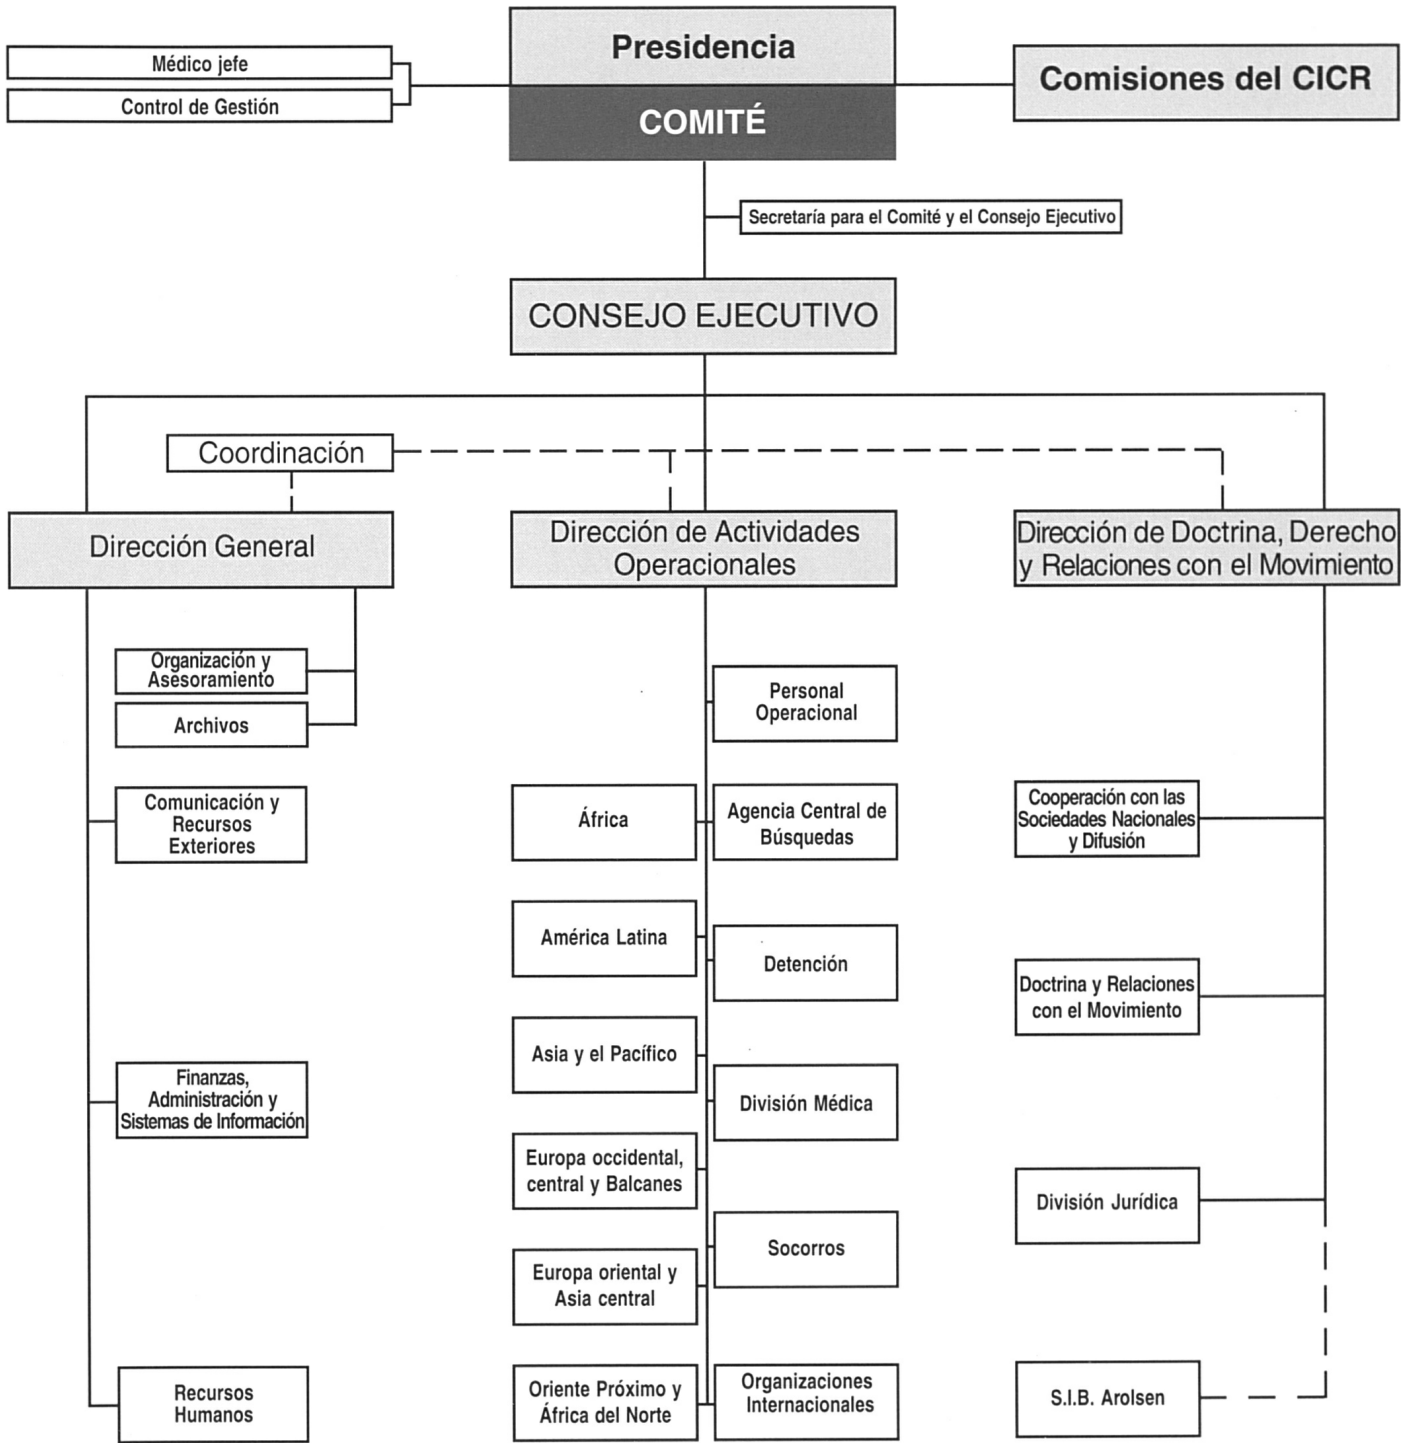 Presidencia
COMITÉ
Médico jefe
Control de Gestión
Comisiones del CICR
Secretaría para el Comité y el Consejo Ejecutivo
CONSEJO EJECUTIVO
Coordinación
Dirección General
Organización y
Asesoramiento
Archivos
Comunicación y
Recursos
Exteriores
Finanzas,
Administración y
Sistemas de Información
Recursos
Humanos
Dirección de Actividades
Operacionales
Personal
Operacional
África
Agencia Central de
Búsquedas
América Latina
Detención
Asia y el Pacífico
División Médica
Europa occidental,
central y Balcanes
Socorros
Europa oriental y
Asia central
Oriente Próximo y
África del Norte
Organizaciones
Internacionales
Dirección de Doctrina, Derecho
y Relaciones con el Movimiento
Cooperación con las
Sociedades Nacionales
y Difusión
Doctrina y Relaciones
con el Movimiento
División Jurídica
S.I.B. Arolsen